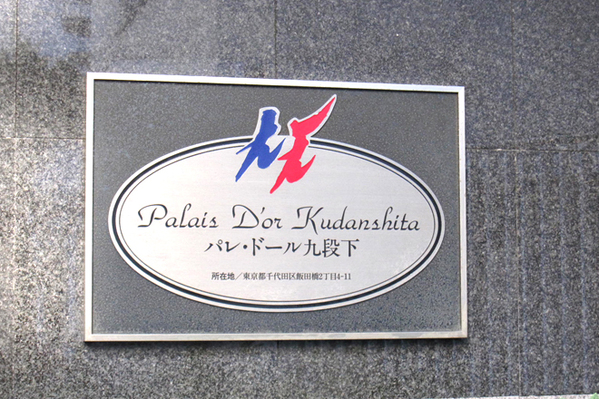 Palais D'or Kudanshita
パレ・ドール九段下
所在地／東京都千代田区飯田橋2丁目4-11